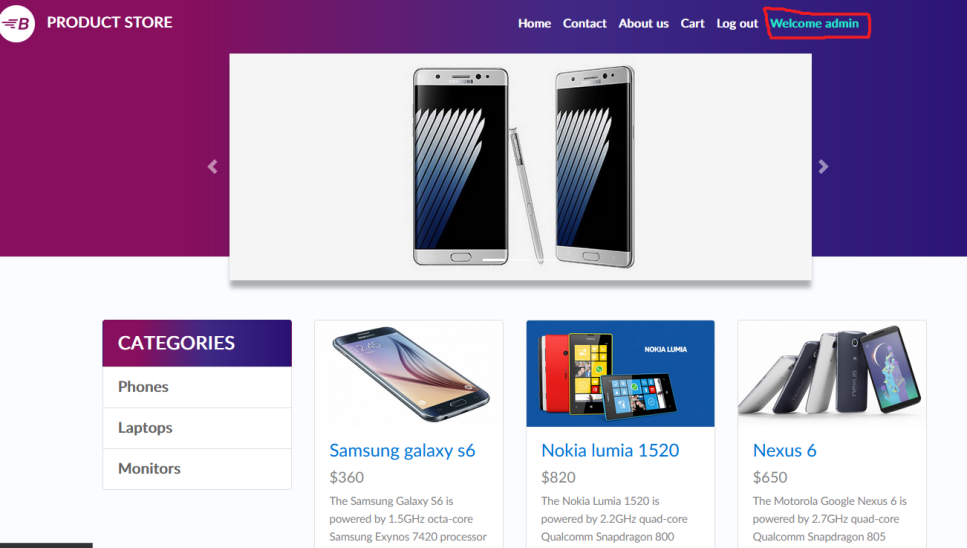 B PRODUCT STORE
Home Contact About us Cart Log out Welcome admin
SAMSUNG
CATEGORIES
Phones
Laptops
Monitors
NOKIA LUMIA
Samsung galaxy s6
$360
The Samsung Galaxy S6 is
powered by 1.5GHz octa-core
Samsung Exynos 7420 processor
Nokia lumia 1520
$820
The Nokia Lumia 1520 is
powered by 2.2GHz quad-core
Qualcomm Snapdragon 800
nexus
Nexus 6
$650
The Motorola Google Nexus 6 is
powered by 2.7GHz quad-core
Qualcomm Snapdragon 805